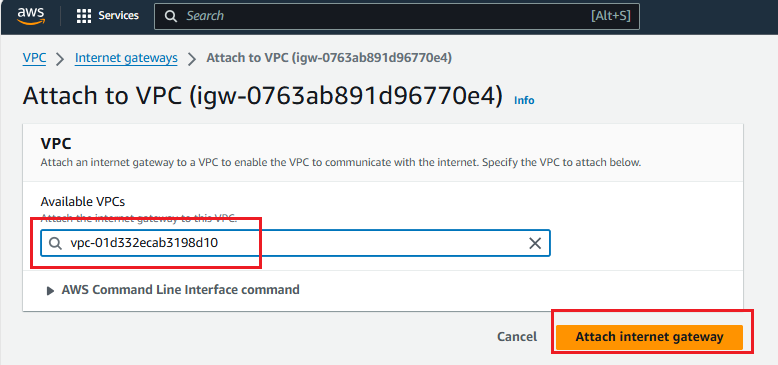 aws
Services
Search
[Alt+S]
VPC > Internet gateways > Attach to VPC (igw-0763ab891d96770e4)
Attach to VPC (igw-0763ab891d96770e4) Info
VPC
Attach an internet gateway to a VPC to enable the VPC to communicate with the internet. Specify the VPC to attach below.
Available VPCs
Attach the internet gateway to this VPC.
vpc-01d332ecab3198d10
AWS Command Line Interface command
Cancel
Attach internet gateway